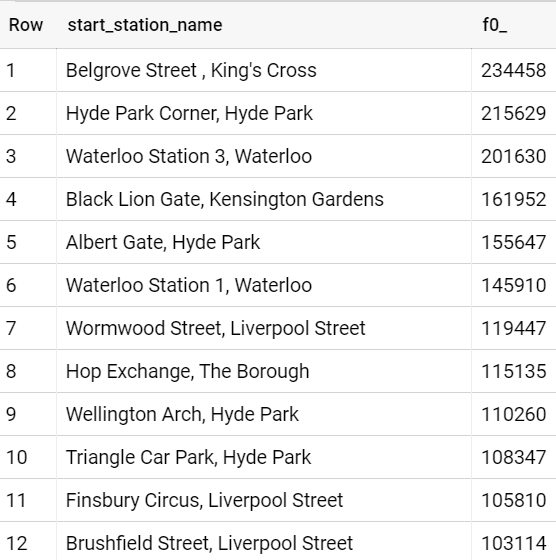 Row start_station_name f0_
1 Belgrove Street , King's Cross 234458
2 Hyde Park Corner, Hyde Park 215629
3 Waterloo Station 3, Waterloo 201630
4 Black Lion Gate, Kensington Gardens 161952
5 Albert Gate, Hyde Park 155647
6 Waterloo Station 1, Waterloo 145910
7 Wormwood Street, Liverpool Street 119447
8 Hop Exchange, The Borough 115135
9 Wellington Arch, Hyde Park 110260
10 Triangle Car Park, Hyde Park 108347
11 Finsbury Circus, Liverpool Street 105810
12 Brushfield Street, Liverpool Street 103114